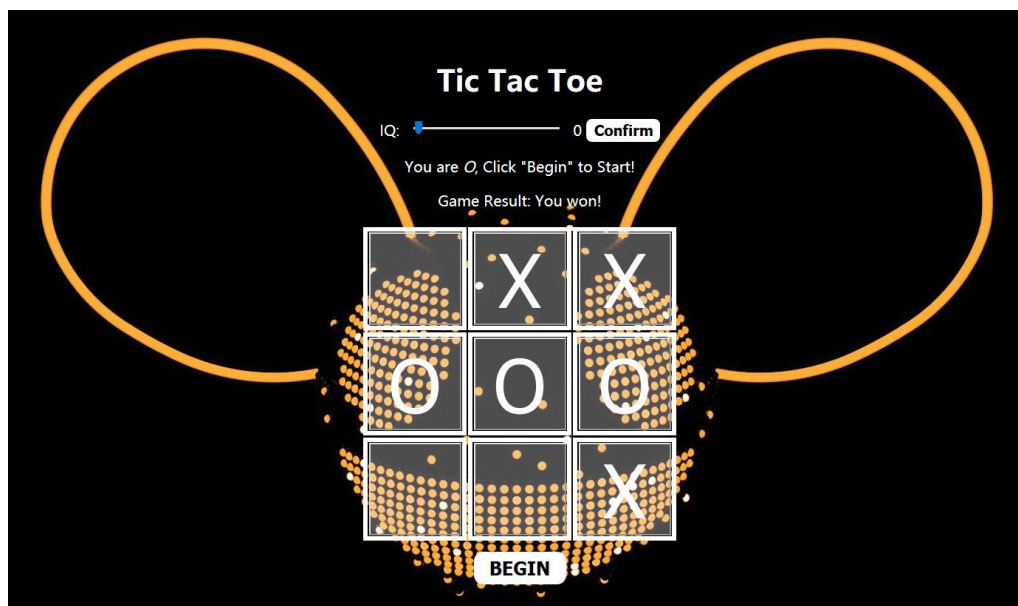 Tic Tac Toe
IQ: 0 Confirm
You are O, Click "Begin" to Start!
Game Result: You won!
X X
O O O
X
BEGIN